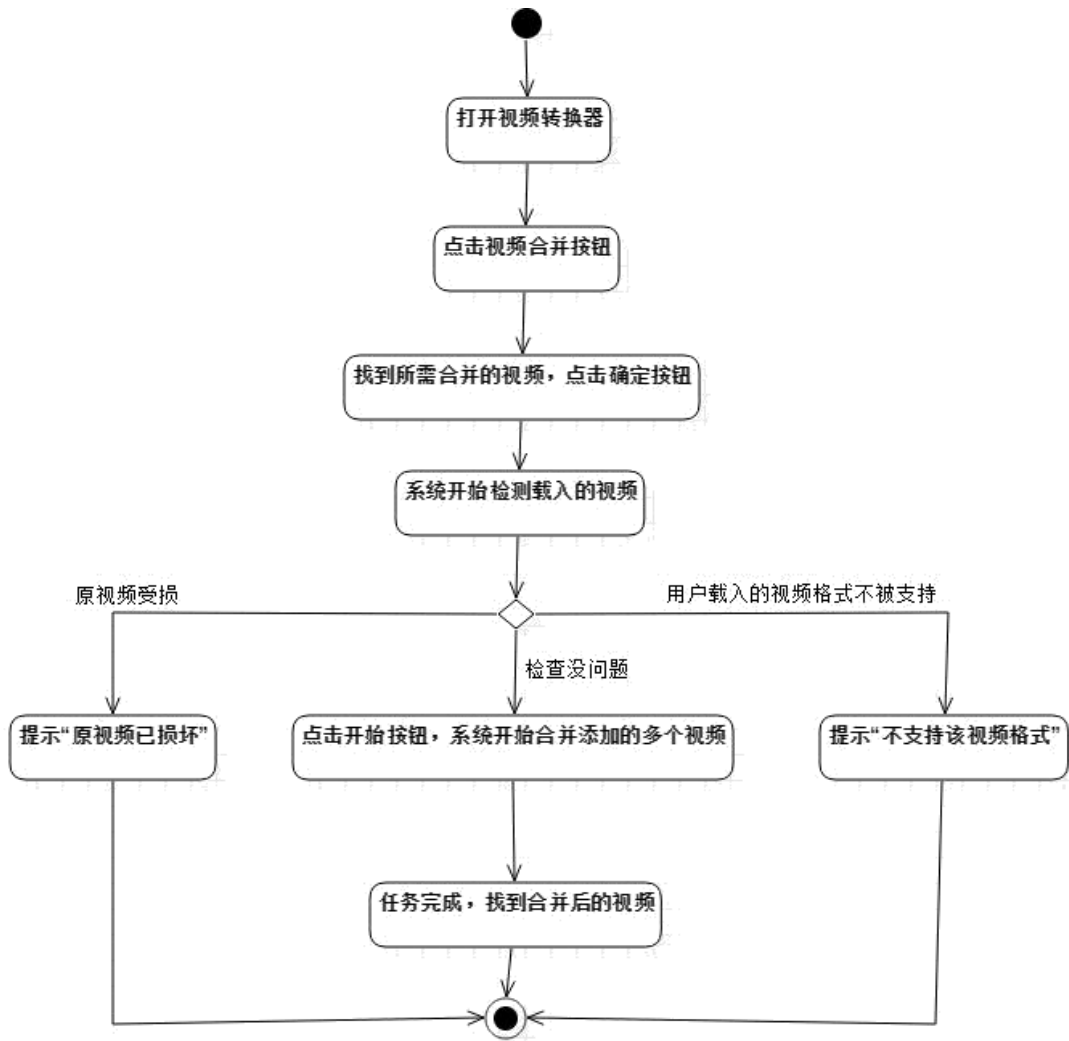 打开视频转换器
点击视频合并按钮
找到所需合并的视频，点击确定按钮
系统开始检测载入的视频
原视频受损
用户载入的视频格式不被支持
检查没问题
提示“原视频已损坏”
点击开始按钮，系统开始合并添加的多个视频
提示“不支持该视频格式”
任务完成，找到合并后的视频